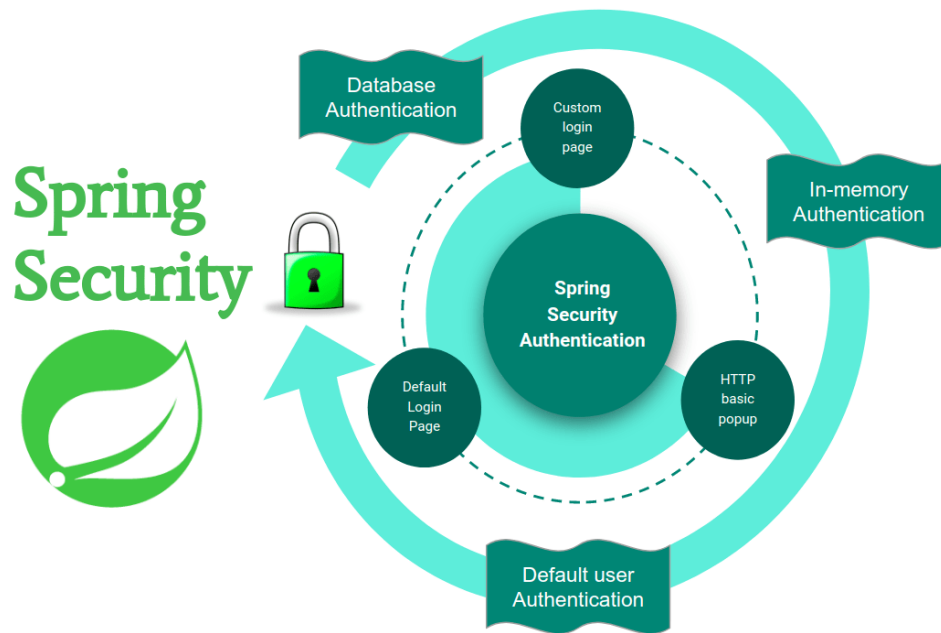 Spring
Security
Database
Authentication
Custom
login
page
In-memory
Authentication
Spring
Security
Authentication
Default
Login
Page
HTTP
basic
popup
Default user
Authentication